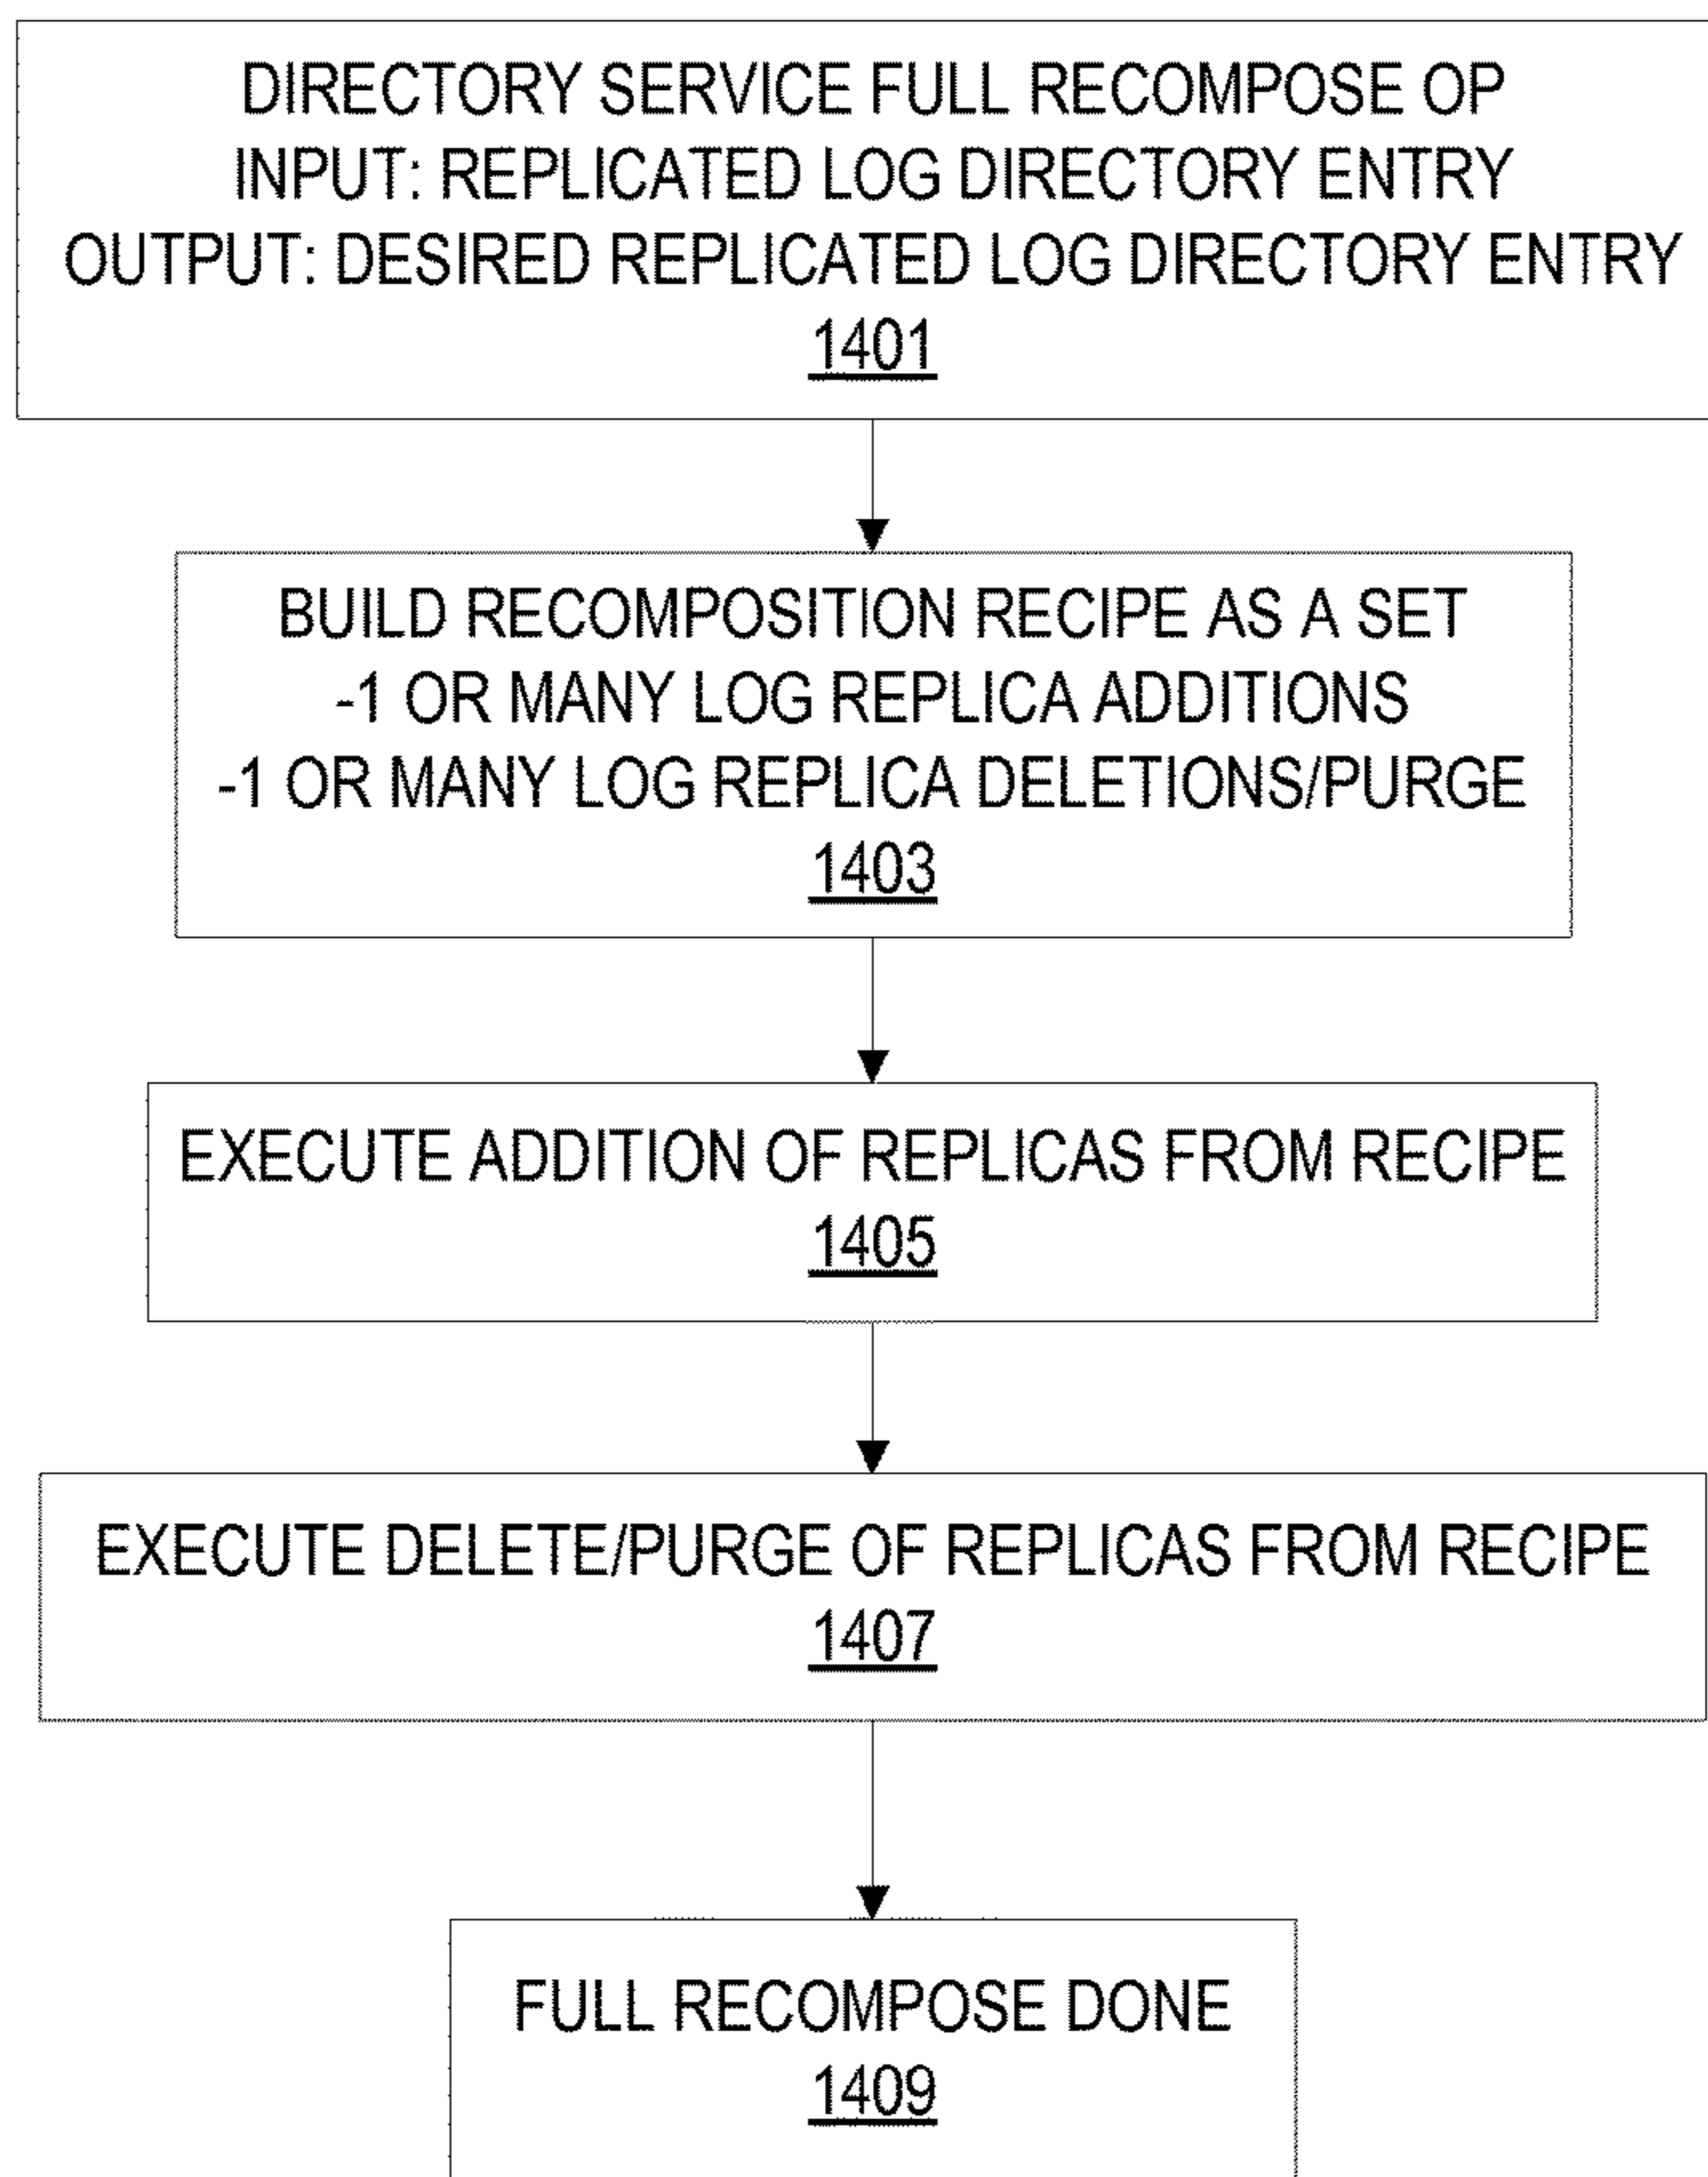 DIRECTORY SERVICE FULL RECOMPOSE OP
INPUT: REPLICATED LOG DIRECTORY ENTRY
OUTPUT: DESIRED REPLICATED LOG DIRECTORY ENTRY
1401
BUILD RECOMPOSITION RECIPE AS A SET
-1 OR MANY LOG REPLICA ADDITIONS
-1 OR MANY LOG REPLICA DELETIONS/PURGE
1403
EXECUTE ADDITION OF REPLICAS FROM RECIPE
1405
EXECUTE DELETE/PURGE OF REPLICAS FROM RECIPE
1407
FULL RECOMPOSE DONE
1409